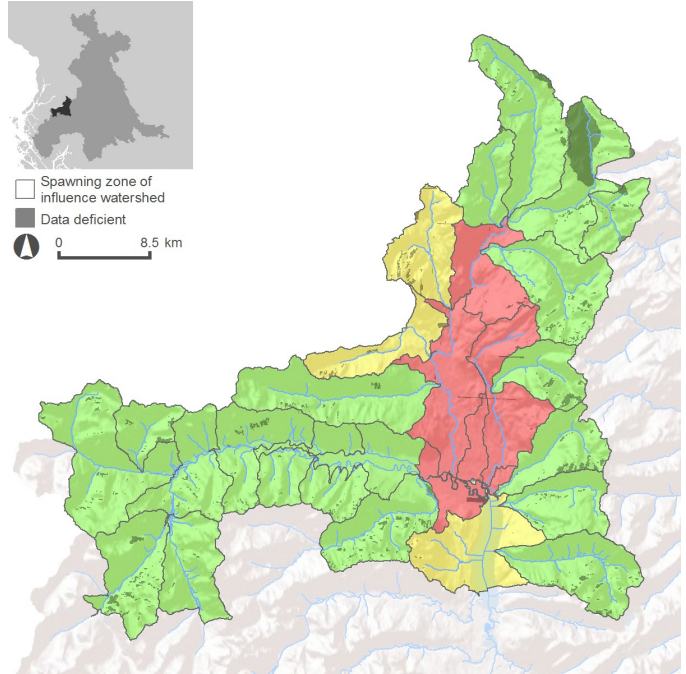 Spawning zone of
influence watershed
Data deficient
0 8.5 km